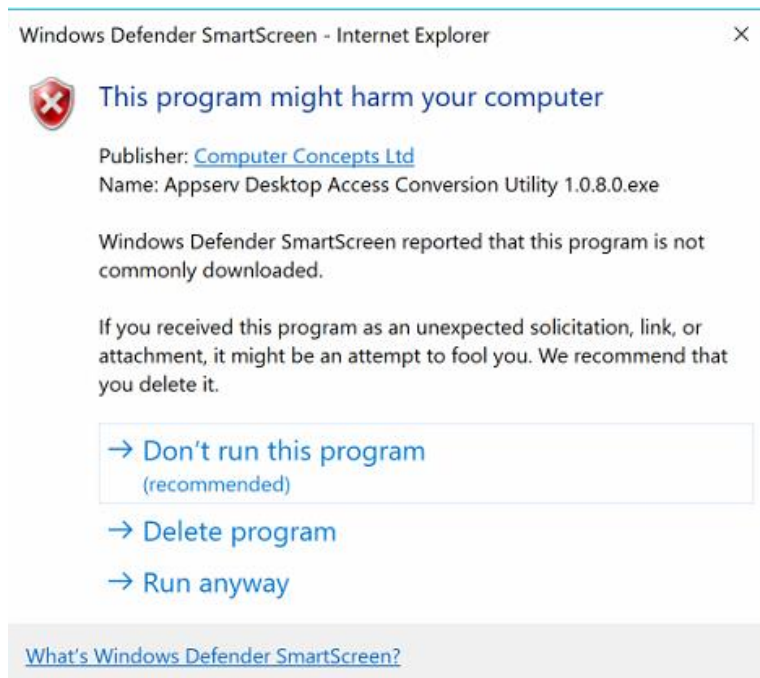 Windows Defender SmartScreen - Internet Explorer
This program might harm your computer
Publisher: Computer Concepts Ltd
Name: Appserv Desktop Access Conversion Utility 1.0.8.0.exe
Windows Defender SmartScreen reported that this program is not
commonly downloaded.
If you received this program as an unexpected solicitation, link, or
attachment, it might be an attempt to fool you. We recommend that
you delete it.
→ Don't run this program
(recommended)
→ Delete program
→ Run anyway
What's Windows Defender SmartScreen?